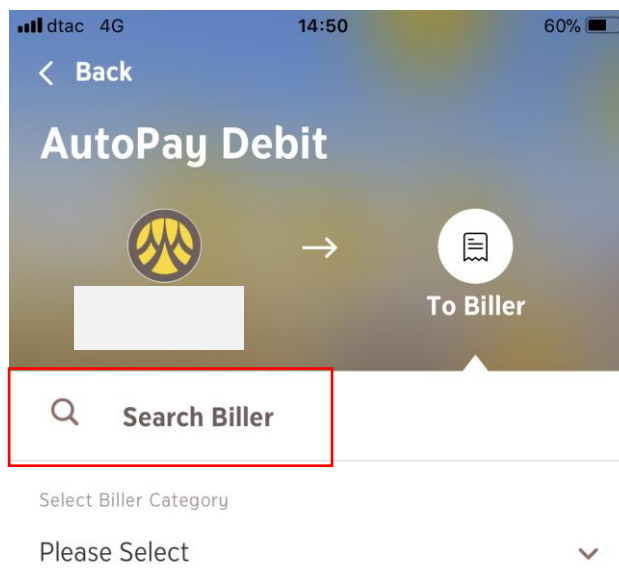 dtac 4G 14:50 60%
Back
AutoPay Debit
To Biller
Search Biller
Select Biller Category
Please Select